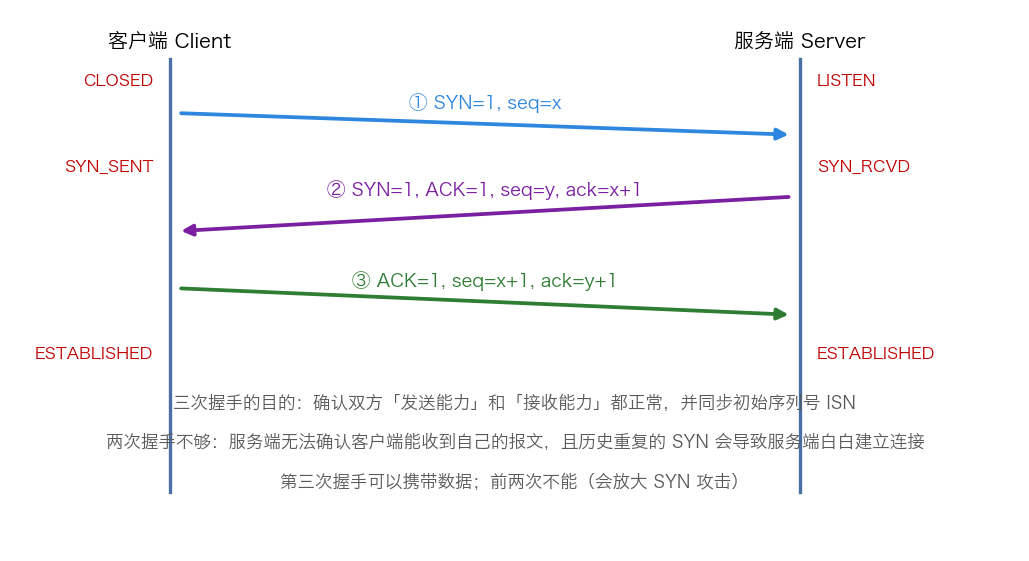 客户端 Client
服务端 Server
CLOSED
LISTEN
① SYN=1, seq=x
SYN_SENT
SYN_RCVD
② SYN=1, ACK=1, seq=y, ack=x+1
③ ACK=1, seq=x+1, ack=y+1
ESTABLISHED
ESTABLISHED
三次握手的目的：确认双方「发送能力」和「接收能力」都正常，并同步初始序列号 ISN
两次握手不够：服务端无法确认客户端能收到自己的报文，且历史重复的 SYN 会导致服务端白白建立连接
第三次握手可以携带数据；前两次不能（会放大 SYN 攻击）